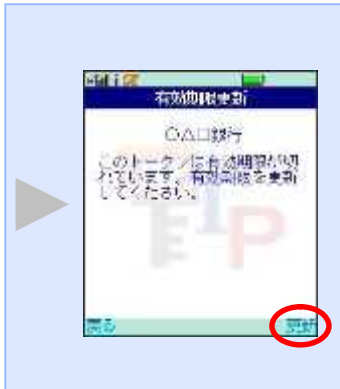 有効期限更新
○△□銀行
このトークンは有効期限が切
れています。有効期限を更新
してください。
戻る
更新